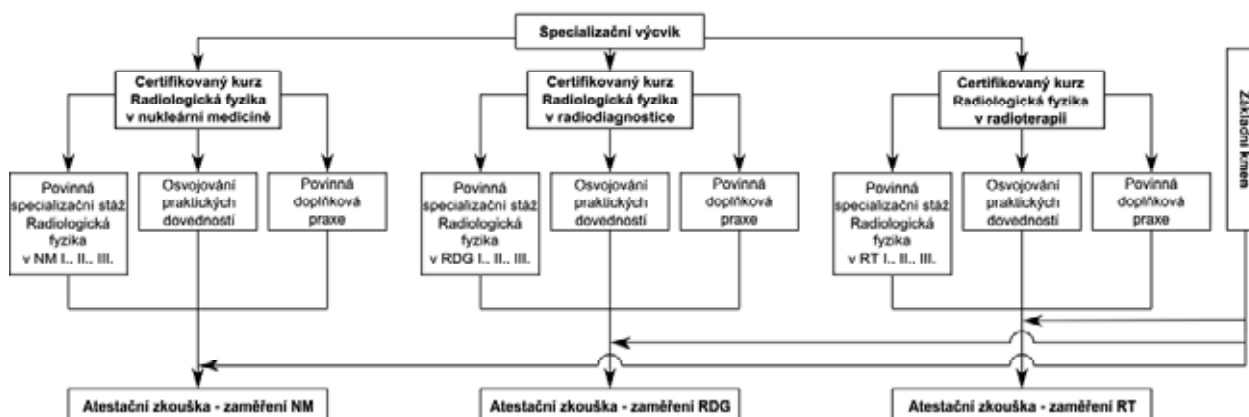 Specializační výcvik
Certifikovaný kurz
Radiologická fyzika
v nukleární medicíně
Certifikovaný kurz
Radiologická fyzika
v radiodiagnostice
Certifikovaný kurz
Radiologická fyzika
v radioterapii
Základní kmen
Povinná
specializační stáž
Radiologická
fyzika
v NM I., II., III.
Osvojování
praktických
dovedností
Povinná
doplňková
praxe
Povinná
specializační stáž
Radiologická
fyzika
v RDG I., II., III.
Osvojování
praktických
dovedností
Povinná
doplňková
praxe
Povinná
specializační stáž
Radiologická
fyzika
v RT I., II., III.
Osvojování
praktických
dovedností
Povinná
doplňková
praxe
Atestační zkouška - zaměření NM
Atestační zkouška - zaměření RDG
Atestační zkouška - zaměření RT